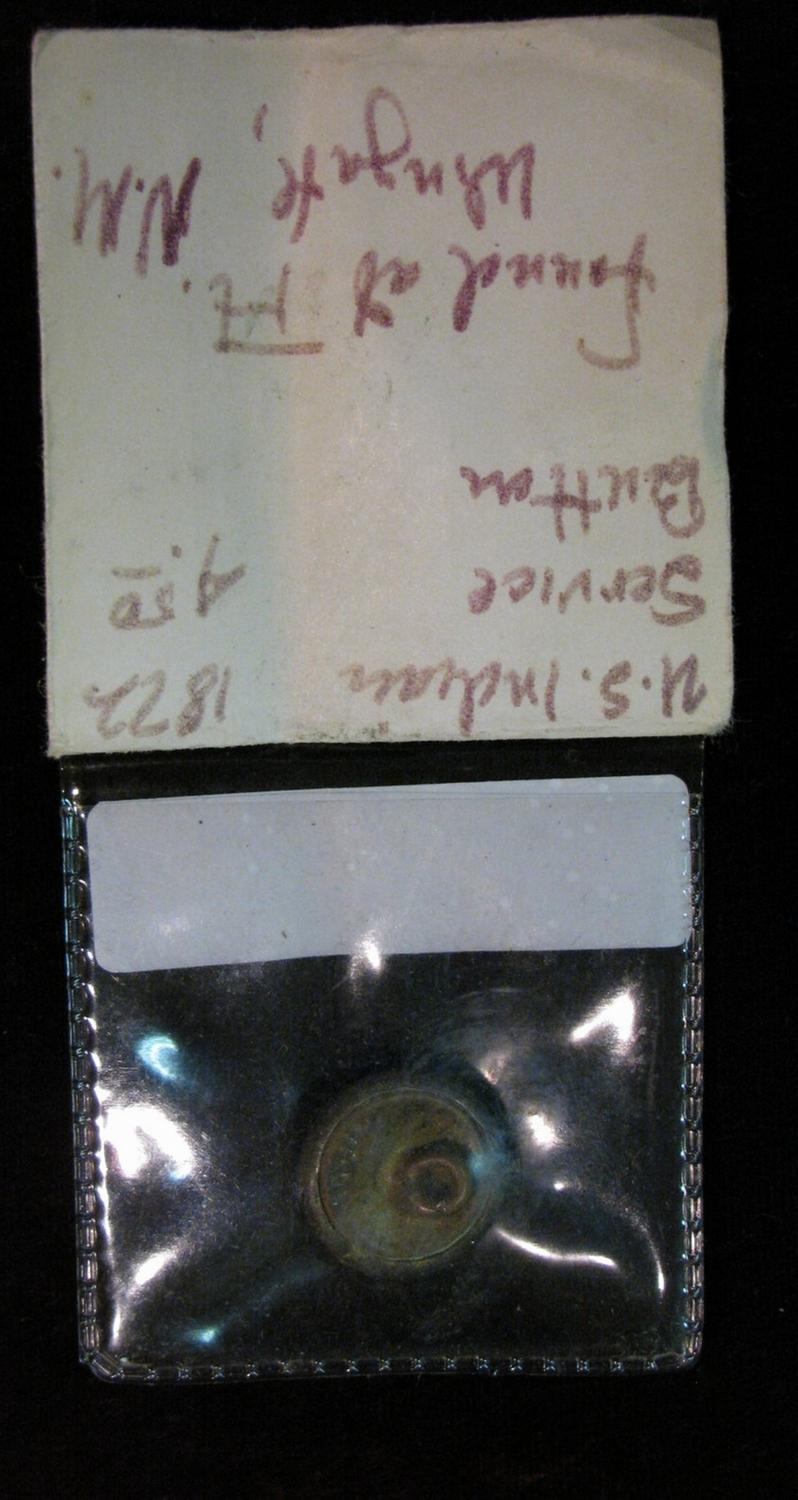 U.S. Indian 1822
Service 4.50
Button
Found at Ft.
Wingate, N.M.